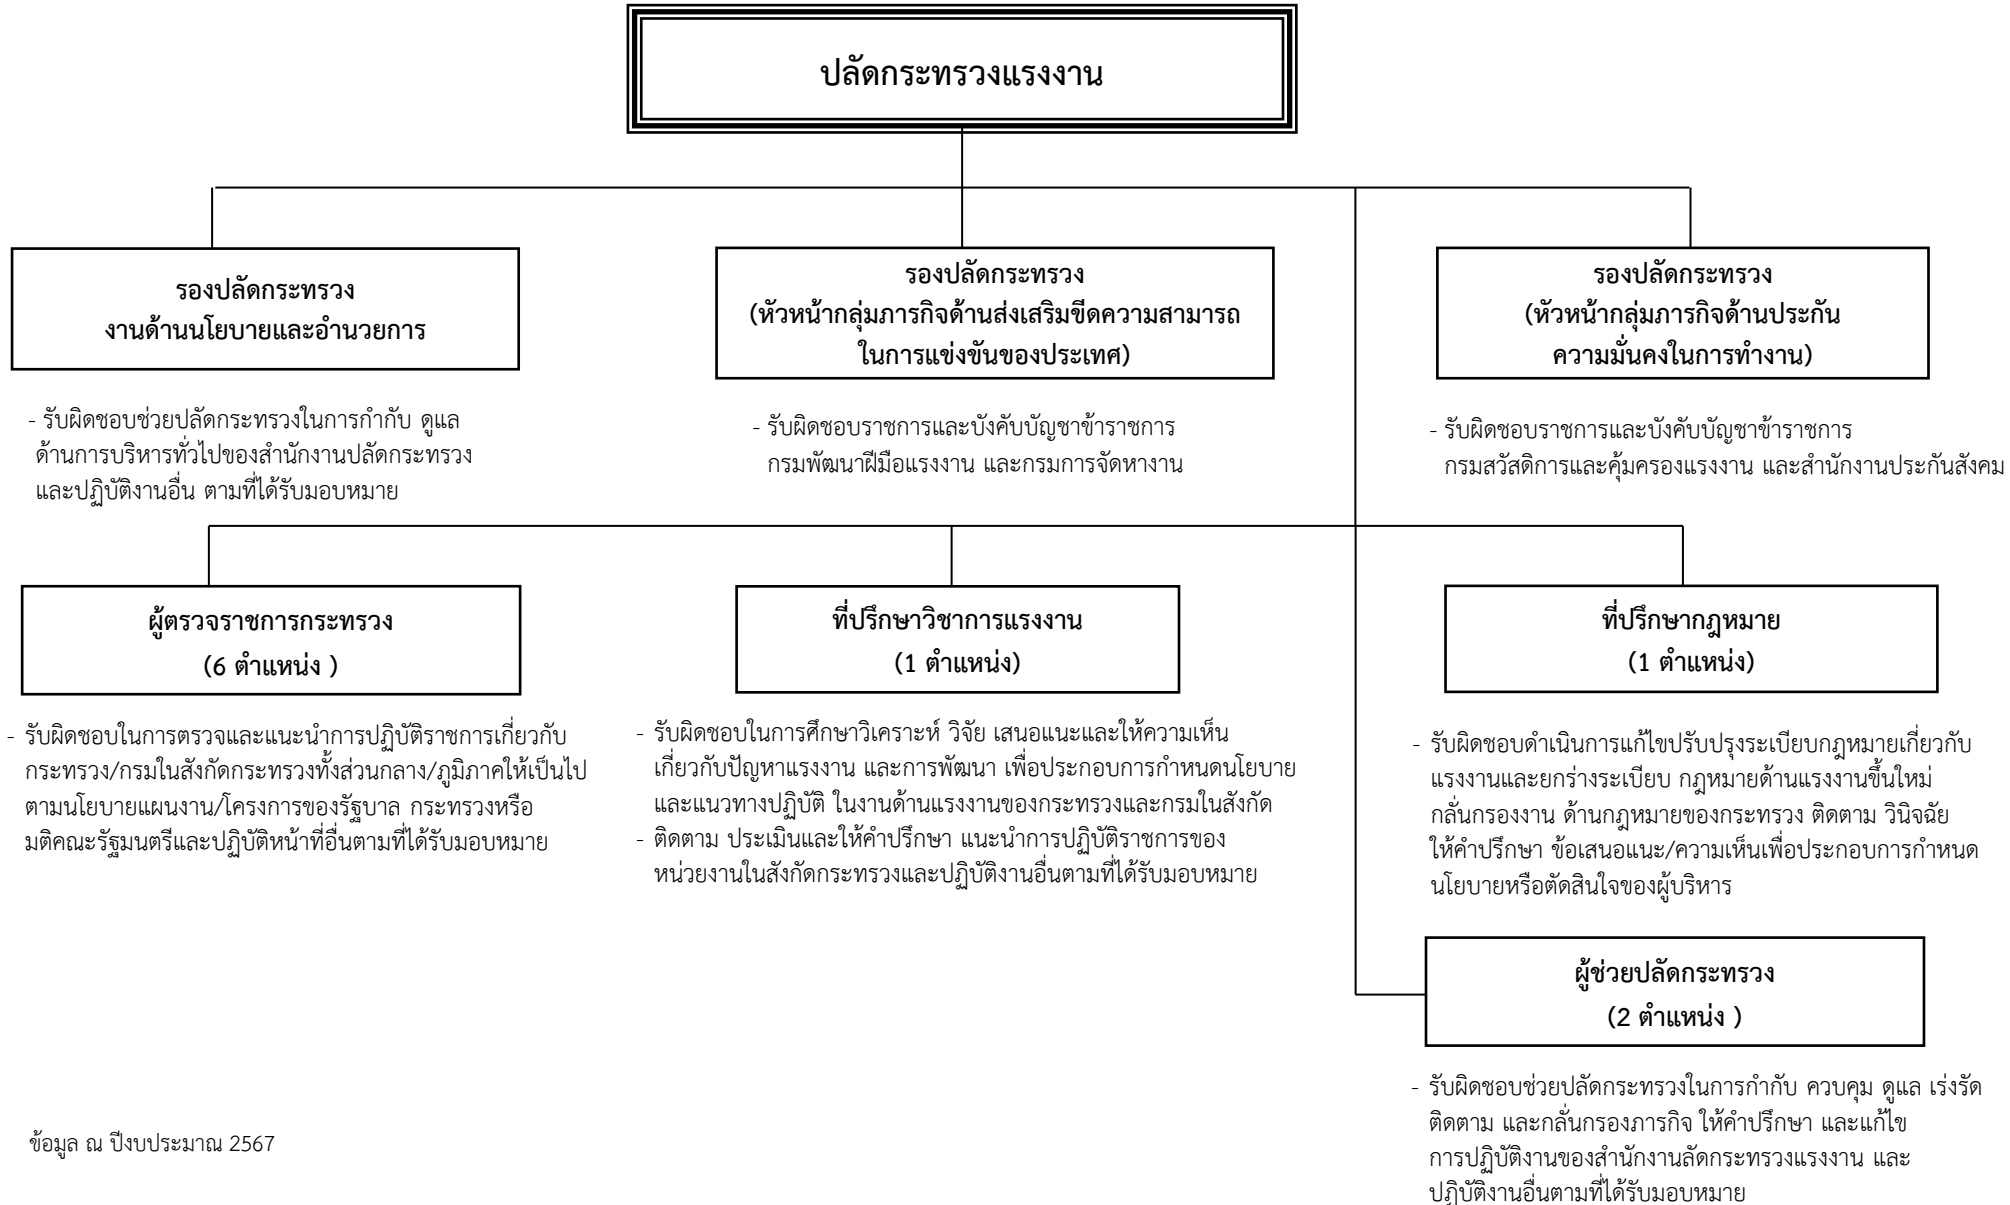 ปลัดกระทรวงแรงงาน
รองปลัดกระทรวง
งานด้านนโยบายและอำนวยการ
- รับผิดชอบช่วยปลัดกระทรวงในการกำกับ ดูแล
ด้านการบริหารทั่วไปของสำนักงานปลัดกระทรวง
และปฏิบัติงานอื่น ตามที่ได้รับมอบหมาย
รองปลัดกระทรวง
(หัวหน้ากลุ่มภารกิจด้านส่งเสริมขีดความสามารถ
ในการแข่งขันของประเทศ)
- รับผิดชอบราชการและบังคับบัญชาข้าราชการ
กรมพัฒนาฝีมือแรงงาน และกรมการจัดหางาน
รองปลัดกระทรวง
(หัวหน้ากลุ่มภารกิจด้านประกัน
ความมั่นคงในการทำงาน)
- รับผิดชอบราชการและบังคับบัญชาข้าราชการ
กรมสวัสดิการและคุ้มครองแรงงาน และสำนักงานประกันสังคม
ผู้ตรวจราชการกระทรวง
(6 ตำแหน่ง )
- รับผิดชอบในการตรวจและแนะนำการปฏิบัติราชการเกี่ยวกับ
กระทรวง/กรมในสังกัดกระทรวงทั้งส่วนกลาง/ภูมิภาคให้เป็นไป
ตามนโยบายแผนงาน/โครงการของรัฐบาล กระทรวงหรือ
มติคณะรัฐมนตรีและปฏิบัติหน้าที่อื่นตามที่ได้รับมอบหมาย
ที่ปรึกษาวิชาการแรงงาน
(1 ตำแหน่ง)
- รับผิดชอบในการศึกษาวิเคราะห์ วิจัย เสนอแนะและให้ความเห็น
เกี่ยวกับปัญหาแรงงาน และการพัฒนา เพื่อประกอบการกำหนดนโยบาย
และแนวทางปฏิบัติ ในงานด้านแรงงานของกระทรวงและกรมในสังกัด
- ติดตาม ประเมินและให้คำปรึกษา แนะนำการปฏิบัติราชการของ
หน่วยงานในสังกัดกระทรวงและปฏิบัติงานอื่นตามที่ได้รับมอบหมาย
ที่ปรึกษากฎหมาย
(1 ตำแหน่ง)
- รับผิดชอบดำเนินการแก้ไขปรับปรุงระเบียบกฎหมายเกี่ยวกับ
แรงงานและยกร่างระเบียบ กฎหมายด้านแรงงานขึ้นใหม่
กลั่นกรองงาน ด้านกฎหมายของกระทรวง ติดตาม วินิจฉัย
ให้คำปรึกษา ข้อเสนอแนะ/ความเห็นเพื่อประกอบการกำหนด
นโยบายหรือตัดสินใจของผู้บริหาร
ผู้ช่วยปลัดกระทรวง
(2 ตำแหน่ง )
- รับผิดชอบช่วยปลัดกระทรวงในการกำกับ ควบคุม ดูแล เร่งรัด
ติดตาม และกลั่นกรองภารกิจ ให้คำปรึกษา และแก้ไข
การปฏิบัติงานของสำนักงานลัดกระทรวงแรงงาน และ
ปฏิบัติงานอื่นตามที่ได้รับมอบหมาย
ข้อมูล ณ ปีงบประมาณ 2567